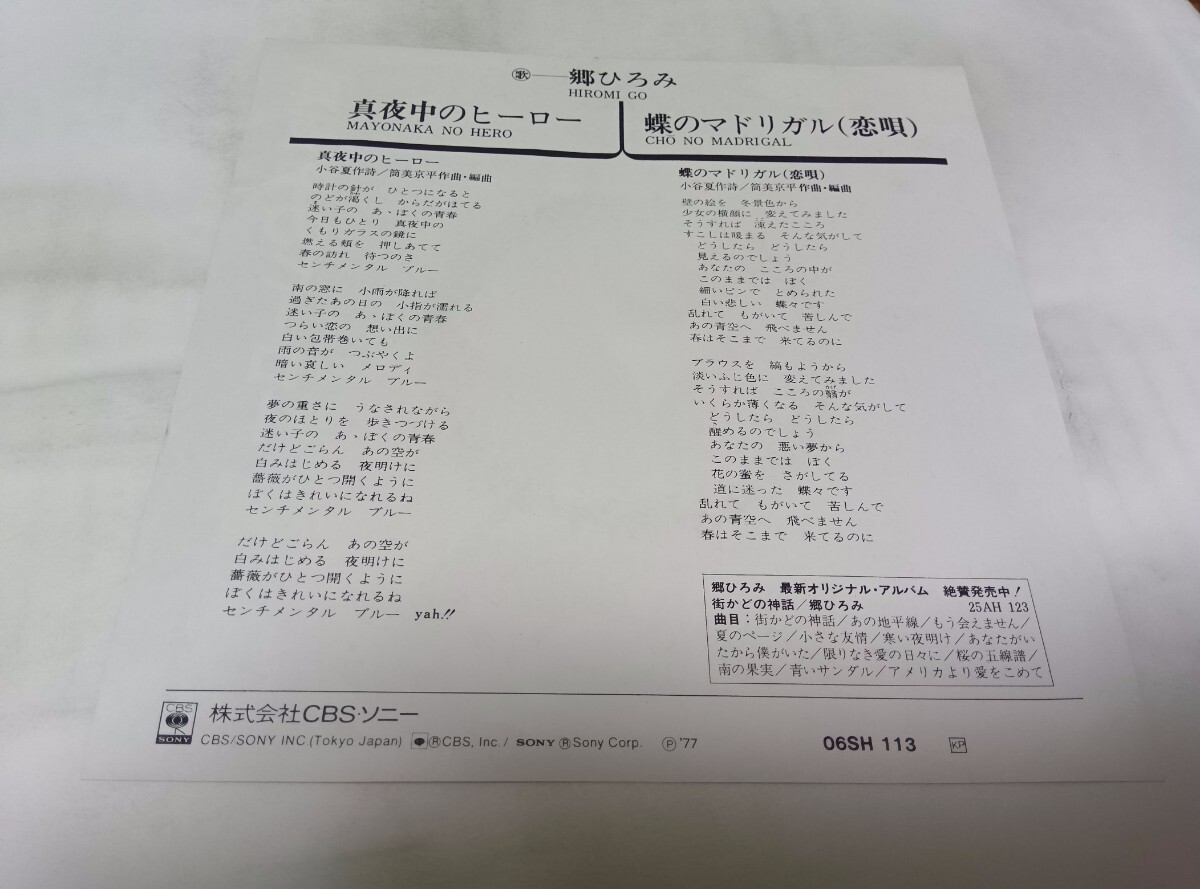 歌 郷ひろみ
HIROMI GO
真夜中のヒーロー
MAYONAKA NO HERO
蝶のマドリガル(恋唄)
CHO NO MADRIGAL
真夜中のヒーロー
小谷夏作詩/筒美京平作曲・編曲
時計の針が ひとつになると
のどが渇くし からだがほてる
迷い子の あゝぼくの青春
今日もひとり 真夜中の
くもりガラスの鏡に
燃える頬を 押しあてて
春の訪れ 待つのさ
センチメンタル ブルー
南の窓に 小雨が降れば
過ぎたあの日の 小指が濡れる
迷い子の あゝぼくの青春
つらい恋の 想い出に
白い包帯巻いても
雨の音が つぶやくよ
暗い哀しい メロディ
センチメンタル ブルー
夢の重さに うなされながら
夜のほとりを 歩きつづける
迷い子の あゝぼくの青春
だけどごらん あの空が
白みはじめる 夜明けに
薔薇がひとつ開くように
ぼくはきれいになれるね
センチメンタル ブルー
だけどごらん あの空が
白みはじめる 夜明けに
薔薇がひとつ開くように
ぼくはきれいになれるね
センチメンタル ブルー yah!!
蝶のマドリガル(恋唄)
小谷夏作詩/筒美京平作曲・編曲
壁の絵を 冬景色から
少女の横顔に 変えてみました
そうすれば 凍えたこころ
すこしは暖まる そんな気がして
どうしたら どうしたら
見えるのでしょう
あなたの こころの中が
このままでは ぼく
細いピンで とめられた
白い悲しい 蝶々です
乱れて もがいて 苦しんで
あの青空へ 飛べません
春はそこまで 来てるのに
ブラウスを 縞もようから
淡いふじ色に 変えてみました
そうすれば こころの翳が
いくらか薄くなる そんな気がして
どうしたら どうしたら
醒めるのでしょう
あなたの 悪い夢から
このままでは ぼく
花の蜜を さがしてる
道に迷った 蝶々です
乱れて もがいて 苦しんで
あの青空へ 飛べません
春はそこまで 来てるのに
郷ひろみ 最新オリジナル・アルバム 絶賛発売中!
街かどの神話/郷ひろみ 25AH 123
曲目:街かどの神話/あの地平線/もう会えません/
夏のページ/小さな友情/寒い夜明け/あなたがい
たから僕がいた/限りなき愛の日々に/桜の五線譜/
南の果実/青いサンダル/アメリカより愛をこめて
CBS SONY 株式会社CBS・ソニー
CBS/SONY INC.(Tokyo Japan) ®CBS, Inc./ SONY ®Sony Corp. Ⓟ'77 06SH 113 KP